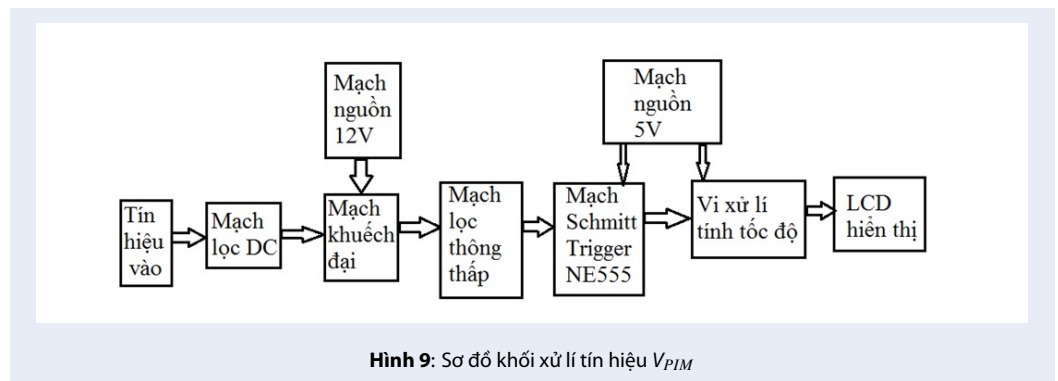 Mạch
nguồn
12V
Mạch
nguồn
5V
Tín
hiệu
vào
Mạch
lọc DC
Mạch
khuếch
đại
Mạch
lọc
thông
thấp
Mạch
Schmitt
Trigger
NE555
Vi xử lí
tính tốc độ
LCD
hiển thị
Hình 9: Sơ đồ khối xử lí tín hiệu VPIM